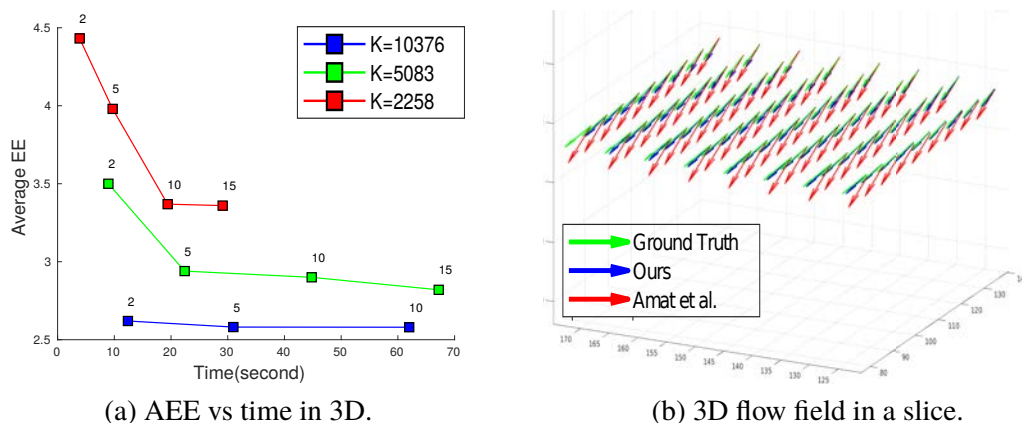 4.5
4
3.5
3
2.5
Average EE
2
5
10
15
2
5
10
15
2
5
10
K=10376
K=5083
K=2258
0 10 20 30 40 50 60 70
Time(second)
(a) AEE vs time in 3D.
Ground Truth
Ours
Amat et al.
170 165 160 155 150 145 140 135 130 125
80 90 100 110 120 130
(b) 3D flow field in a slice.